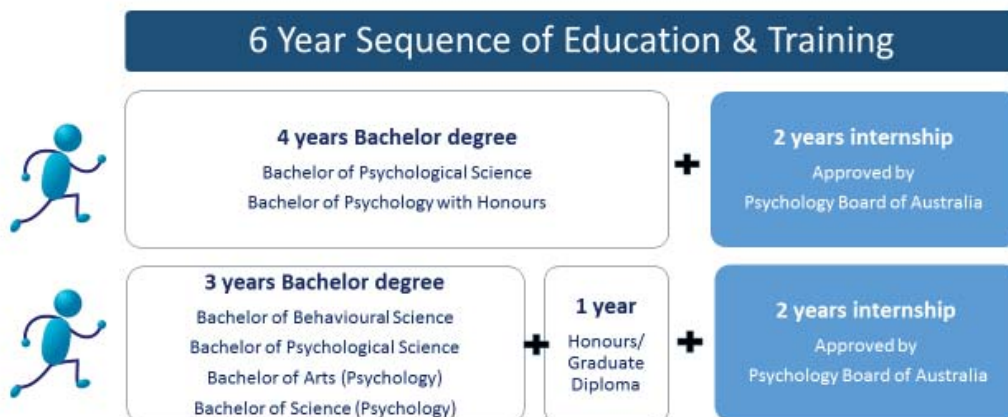 6 Year Sequence of Education & Training
4 years Bachelor degree
Bachelor of Psychological Science
Bachelor of Psychology with Honours
+
2 years internship
Approved by
Psychology Board of Australia
3 years Bachelor degree
Bachelor of Behavioural Science
Bachelor of Psychological Science
Bachelor of Arts (Psychology)
Bachelor of Science (Psychology)
+
1 year
Honours/
Graduate
Diploma
+
2 years internship
Approved by
Psychology Board of Australia